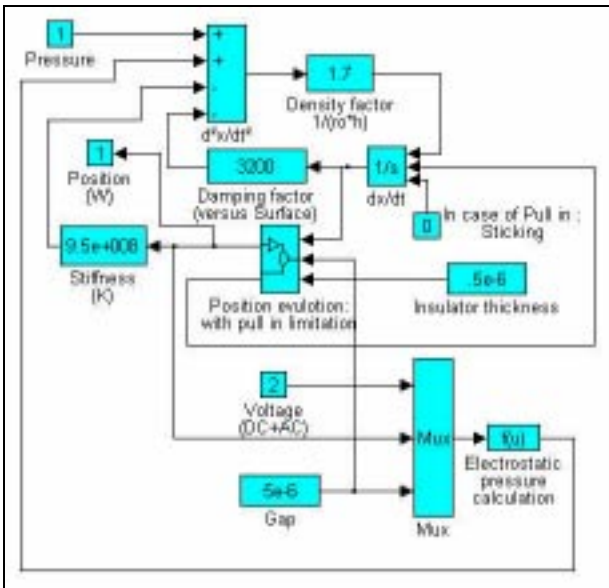 1
Pressure
+
+
-
-
d²x/dt²
1.7
Density factor
1/(ro*h)
1
Position
(W)
3200
Damping factor
(versus Surface)
1/s
dx/dt
0
In case of Pull in :
Sticking
9.5e+008
Stiffness
(K)
Position evulotion:
with pull in limitation
.5e-6
Insulator thickness
2
Voltage
(DC+AC)
Mux
Mux
f(u)
Electrostatic
pressure
calculation
5e-6
Gap